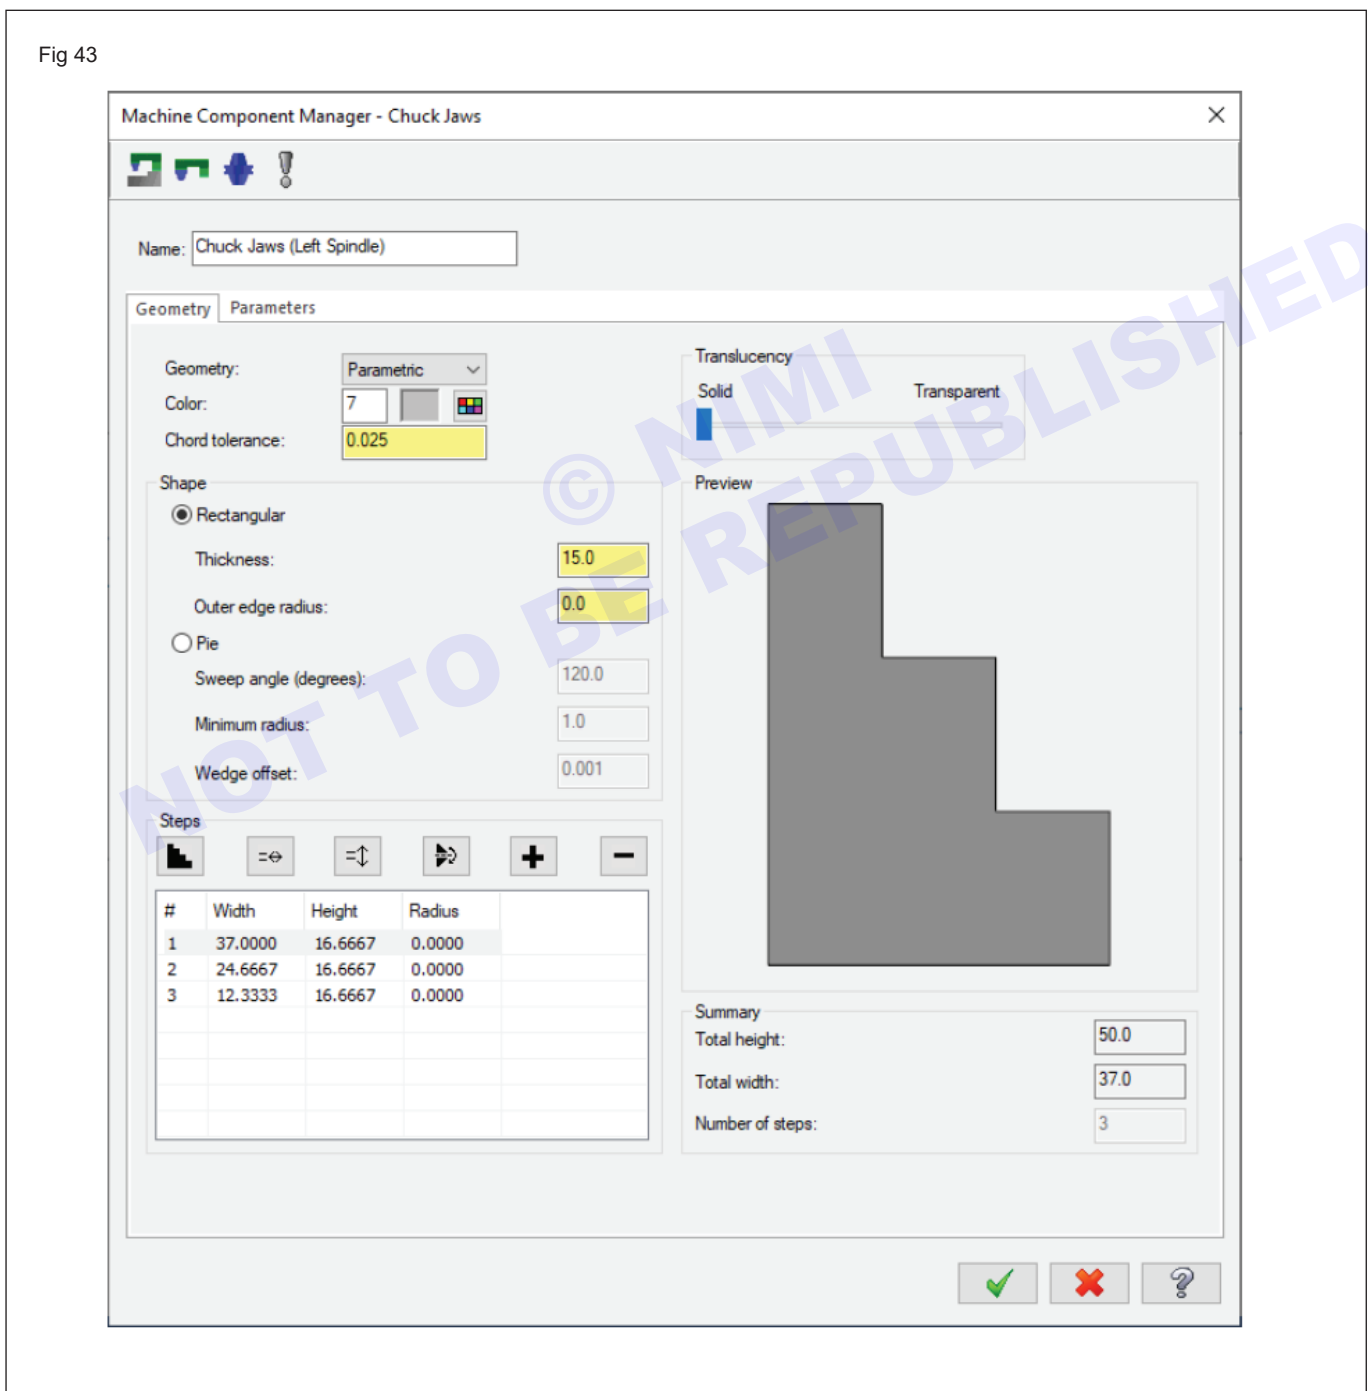 Fig 43
Machine Component Manager - Chuck Jaws
Name: Chuck Jaws (Left Spindle)
Geometry Parameters
Geometry: Parametric
Color: 7
Chord tolerance: 0.025
Translucency
Solid Transparent
Shape
Rectangular
Thickness: 15.0
Outer edge radius: 0.0
Pie
Sweep angle (degrees): 120.0
Minimum radius: 1.0
Wedge offset: 0.001
Preview
Steps
# Width Height Radius
1 37.0000 16.6667 0.0000
2 24.6667 16.6667 0.0000
3 12.3333 16.6667 0.0000
Summary
Total height: 50.0
Total width: 37.0
Number of steps: 3
© NIMI
NOT TO BE REPUBLISHED